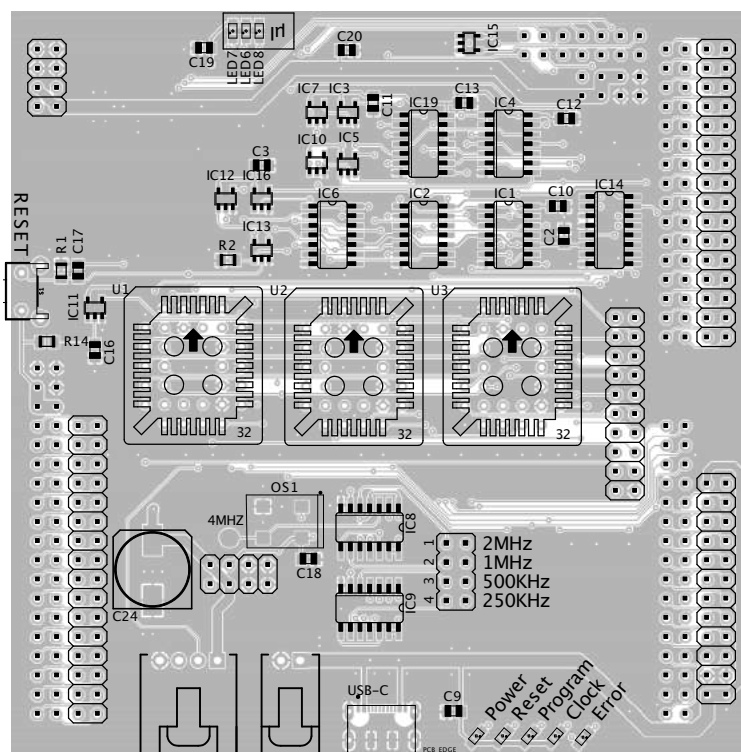 IC15
C20
C19
LED7
LED6
LED8
IC7
IC3
C11
IC19
C13
IC4
C12
IC10
IC5
C3
IC12
IC16
IC6
IC2
IC1
C10
IC14
C2
IC13
R2
RESET
R1
C17
IC11
R14
C16
U1
U2
U3
32
32
32
OS1
4MHZ
IC8
C18
1 2MHz
2 1MHz
3 500KHz
4 250KHz
IC9
C24
USB-C
C9
Power
Reset
Program
Clock
Error
PCB EDGE